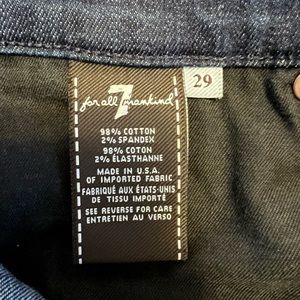 7
for all mankind
29
98% COTTON
2% SPANDEX
98% COTON
2% ÉLASTHANNE
MADE IN U.S.A.
OF IMPORTED FABRIC
FABRIQUÉ AUX ÉTATS-UNIS
DE TISSU IMPORTÉ
SEE REVERSE FOR CARE
ENTRETIEN AU VERSO